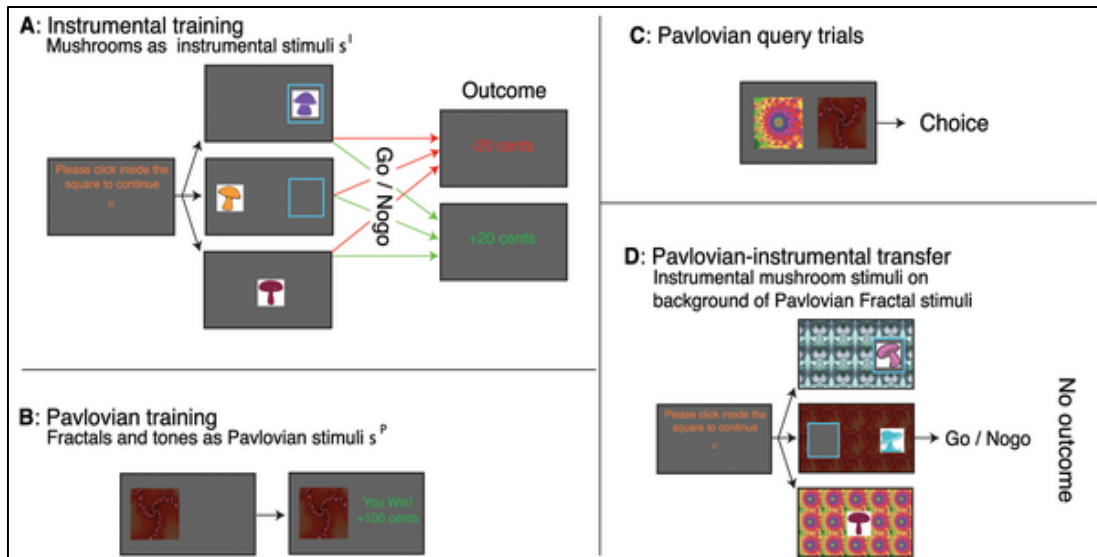 A: Instrumental training
Mushrooms as instrumental stimuli s^I
Outcome
Please click inside the
square to continue
Go / Nogo
-20 cents
+20 cents
B: Pavlovian training
Fractals and tones as Pavlovian stimuli s^P
You Win!
+100 cents
C: Pavlovian query trials
Choice
D: Pavlovian-instrumental transfer
Instrumental mushroom stimuli on
background of Pavlovian Fractal stimuli
Please click inside the
square to continue
Go / Nogo
No outcome